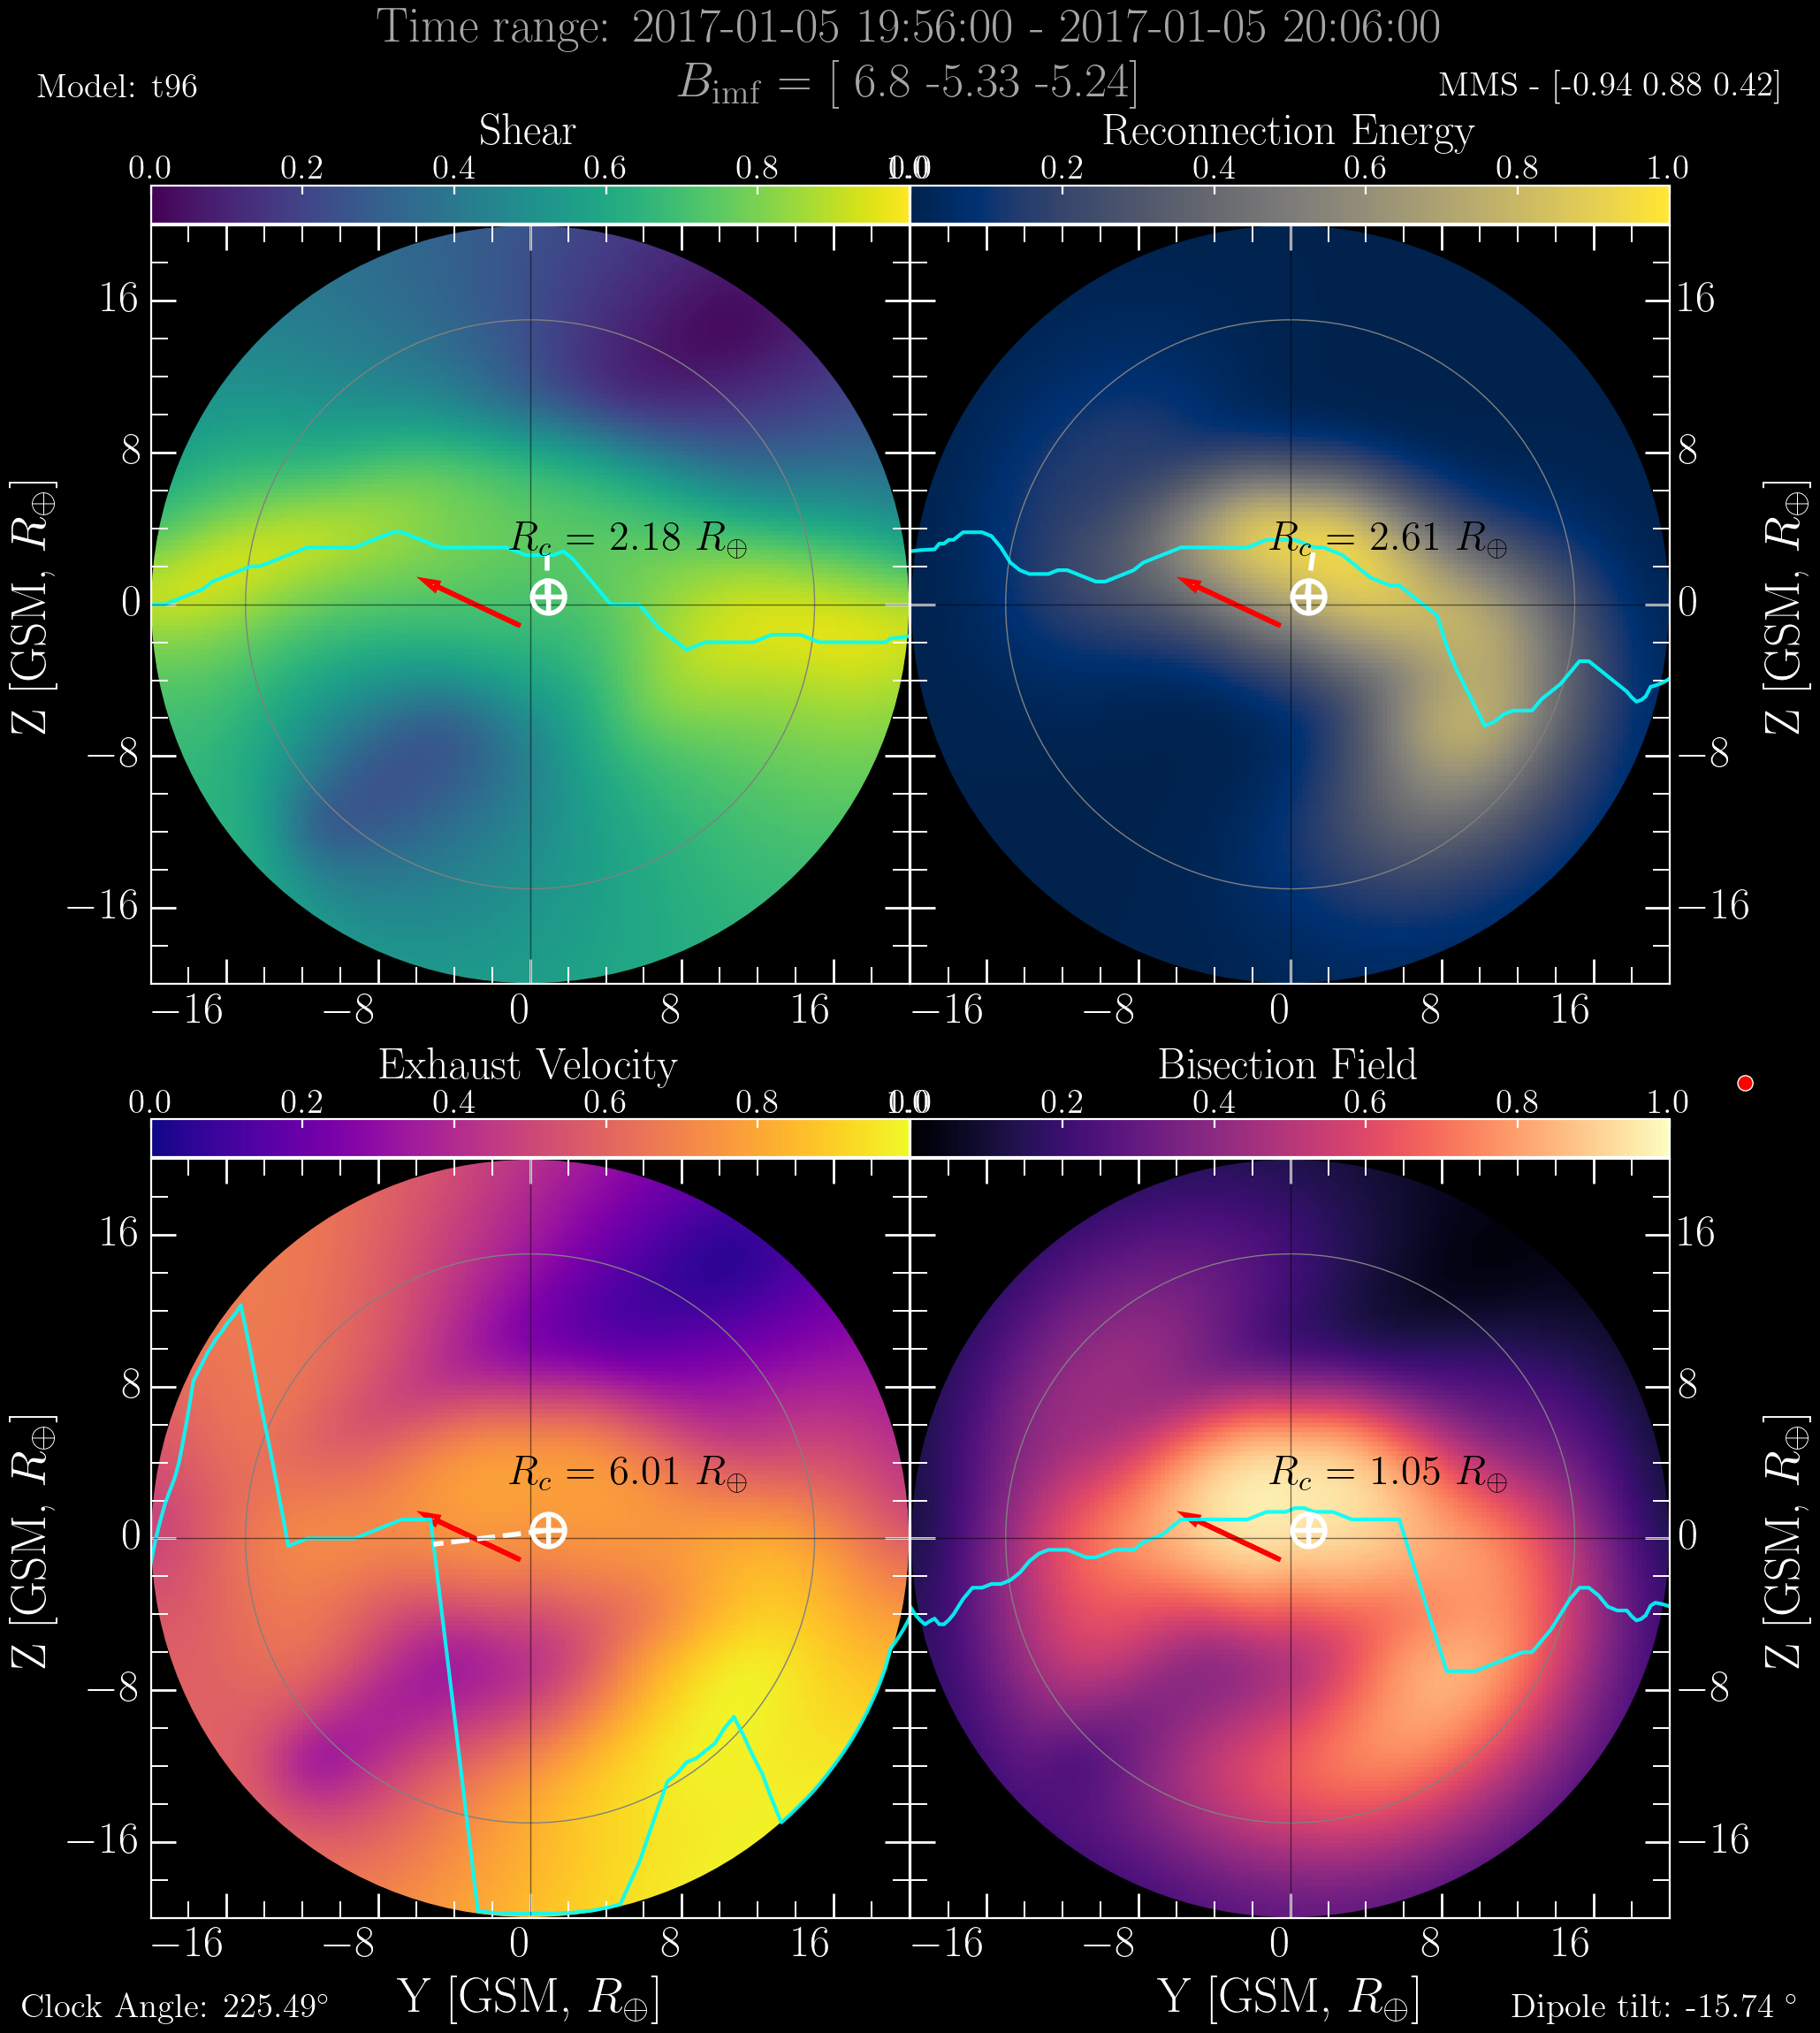 Time range: 2017-01-05 19:56:00 - 2017-01-05 20:06:00
Model: t96
B_imf = [ 6.8 -5.33 -5.24]
MMS - [-0.94 0.88 0.42]
Shear
Reconnection Energy
0.0 0.2 0.4 0.6 0.8 1.0
0.0 0.2 0.4 0.6 0.8 1.0
16
8
0
−8
−16
Z [GSM, R⊕]
R_c = 2.18 R⊕
R_c = 2.61 R⊕
16
8
0
−8
−16
Z [GSM, R⊕]
−16 −8 0 8 16
−16 −8 0 8 16
Exhaust Velocity
Bisection Field
0.0 0.2 0.4 0.6 0.8 1.0
0.0 0.2 0.4 0.6 0.8 1.0
16
8
0
−8
−16
Z [GSM, R⊕]
R_c = 6.01 R⊕
R_c = 1.05 R⊕
16
8
0
−8
−16
Z [GSM, R⊕]
−16 −8 0 8 16
−16 −8 0 8 16
Y [GSM, R⊕]
Y [GSM, R⊕]
Clock Angle: 225.49°
Dipole tilt: -15.74 °